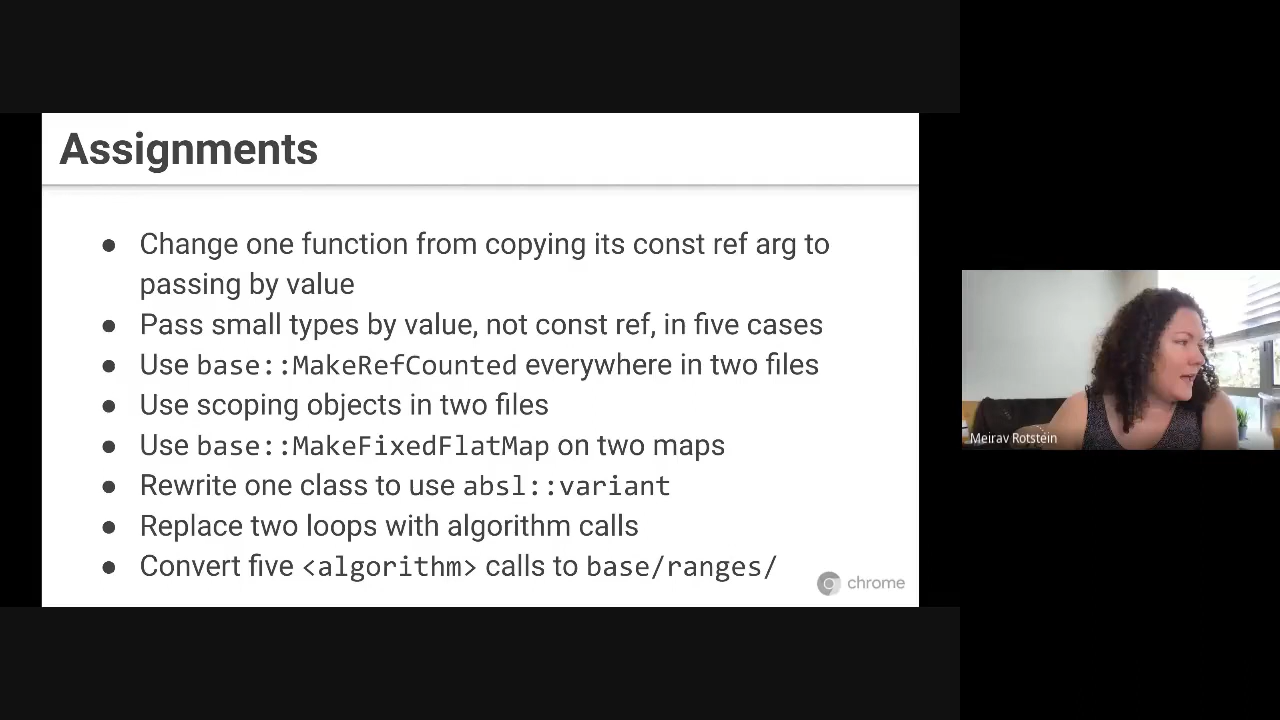 Assignments
● Change one function from copying its const ref arg to
passing by value
● Pass small types by value, not const ref, in five cases
● Use base::MakeRefCounted everywhere in two files
● Use scoping objects in two files
● Use base::MakeFixedFlatMap on two maps
● Rewrite one class to use absl::variant
● Replace two loops with algorithm calls
● Convert five <algorithm> calls to base/ranges/
chrome
Meirav Rotstein